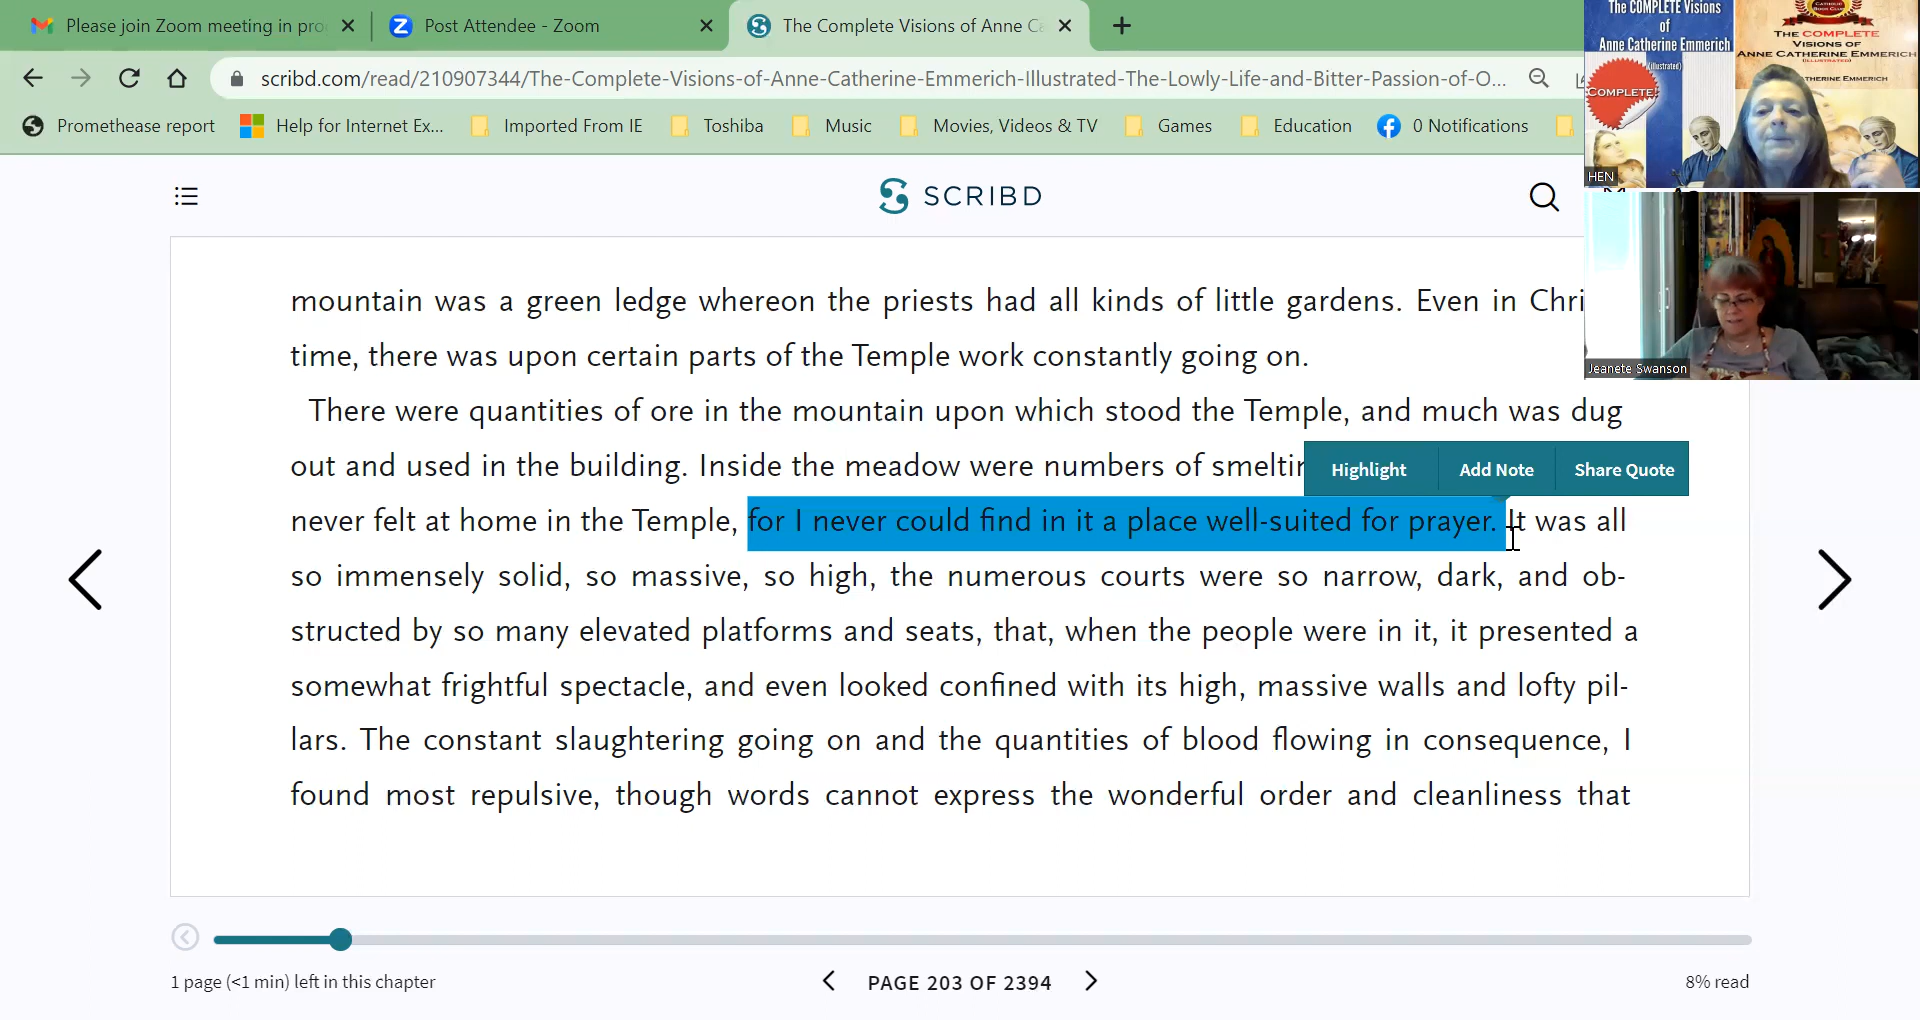 Please join Zoom meeting in pro
Post Attendee - Zoom
The Complete Visions of Anne Ca
scribd.com/read/210907344/The-Complete-Visions-of-Anne-Catherine-Emmerich-Illustrated-The-Lowly-Life-and-Bitter-Passion-of-O...
Promethease report
Help for Internet Ex...
Imported From IE
Toshiba
Music
Movies, Videos & TV
Games
Education
0 Notifications
The COMPLETE Visions
of
Anne Catherine Emmerich
(Illustrated)
COMPLETE!
THE COMPLETE
VISIONS OF
ANNE CATHERINE EMMERICH
THERINE EMMERICH
HEN
Jeanete Swanson
SCRIBD
mountain was a green ledge whereon the priests had all kinds of little gardens. Even in Chri
time, there was upon certain parts of the Temple work constantly going on.
There were quantities of ore in the mountain upon which stood the Temple, and much was dug
out and used in the building. Inside the meadow were numbers of smeltin
Highlight
Add Note
Share Quote
never felt at home in the Temple, for I never could find in it a place well-suited for prayer. It was all
so immensely solid, so massive, so high, the numerous courts were so narrow, dark, and ob-
structed by so many elevated platforms and seats, that, when the people were in it, it presented a
somewhat frightful spectacle, and even looked confined with its high, massive walls and lofty pil-
lars. The constant slaughtering going on and the quantities of blood flowing in consequence, I
found most repulsive, though words cannot express the wonderful order and cleanliness that
1 page (<1 min) left in this chapter
PAGE 203 OF 2394
8% read